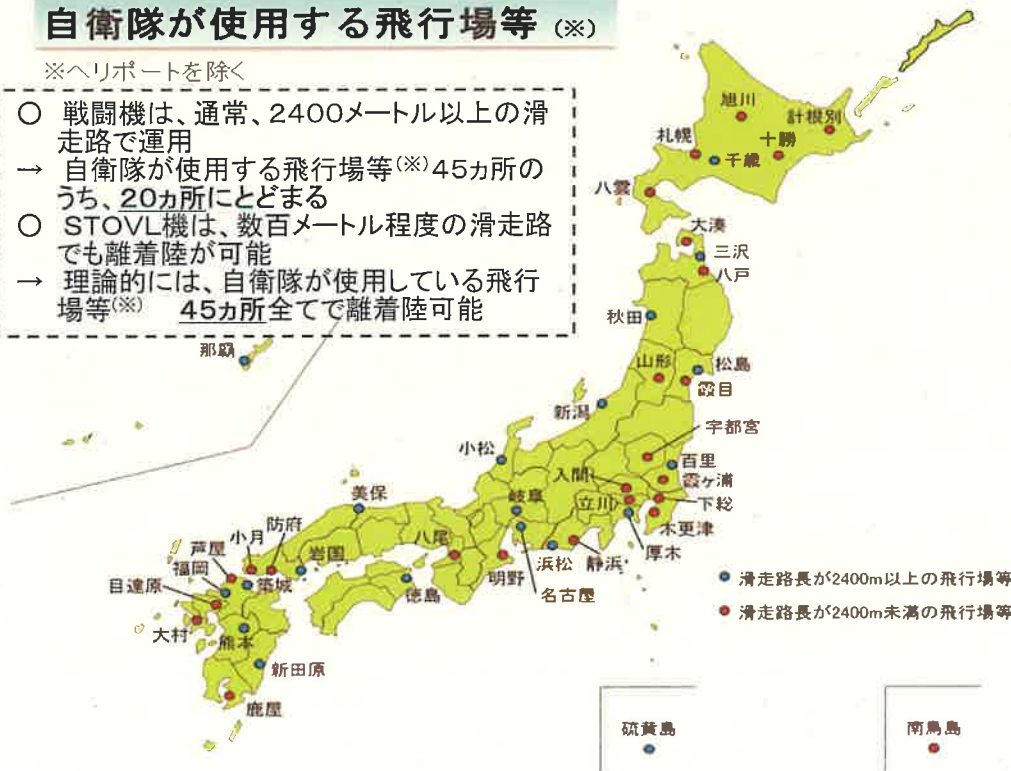 自衛隊が使用する飛行場等 (※)
※ヘリポートを除く
○ 戦闘機は、通常、2400メートル以上の滑
走路で運用
→ 自衛隊が使用する飛行場等(※)45ヵ所の
うち、20ヵ所にとどまる
○ STOVL機は、数百メートル程度の滑走路
でも離着陸が可能
→ 理論的には、自衛隊が使用している飛行
場等(※) 45ヵ所全てで離着陸可能
旭川
計根別
札幌
十勝
千歳
八雲
大湊
三沢
八戸
秋田
那覇
山形
松島
霞目
新潟
宇都宮
小松
百里
入間
霞ヶ浦
美保
岐阜
立川
下総
木更津
防府
小月
八尾
厚木
芦屋
岩国
福岡
築城
明野
浜松
静浜
目達原
徳島
名古屋
大村
熊本
新田原
鹿屋
● 滑走路長が2400m以上の飛行場等
● 滑走路長が2400m未満の飛行場等
硫黄島
南鳥島